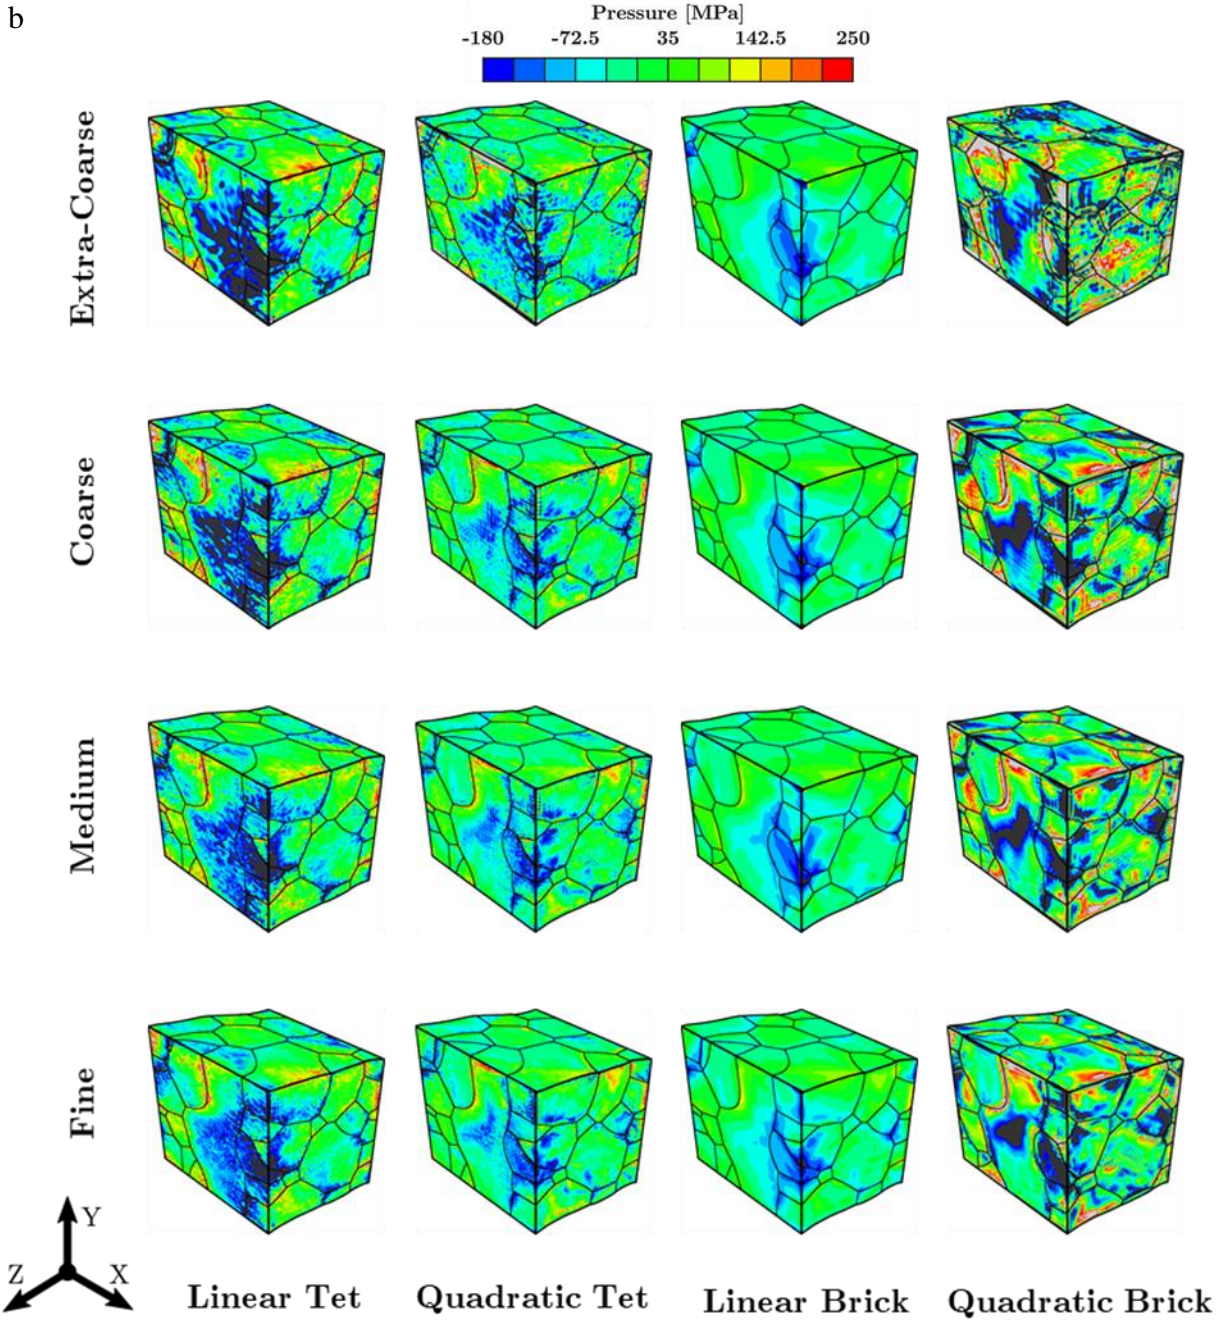 b
Pressure [MPa]
-180 -72.5 35 142.5 250
Extra-Coarse
Coarse
Medium
Fine
Y
Z X
Linear Tet Quadratic Tet Linear Brick Quadratic Brick